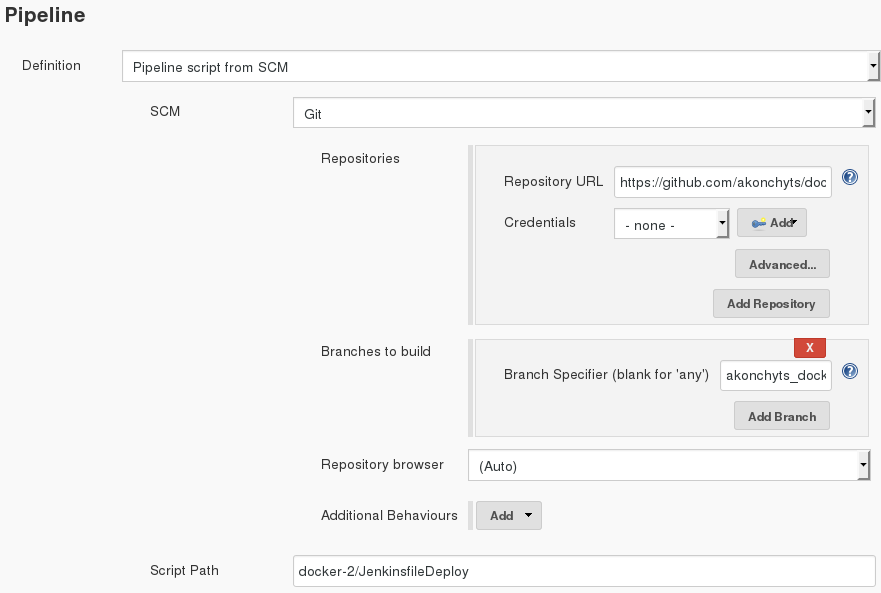 Pipeline
Definition
Pipeline script from SCM
SCM
Git
Repositories
Repository URL
https://github.com/akonchyts/doc
Credentials
- none -
Add
Advanced...
Add Repository
Branches to build
X
Branch Specifier (blank for 'any')
akonchyts_dock
Add Branch
Repository browser
(Auto)
Additional Behaviours
Add
Script Path
docker-2/JenkinsfileDeploy